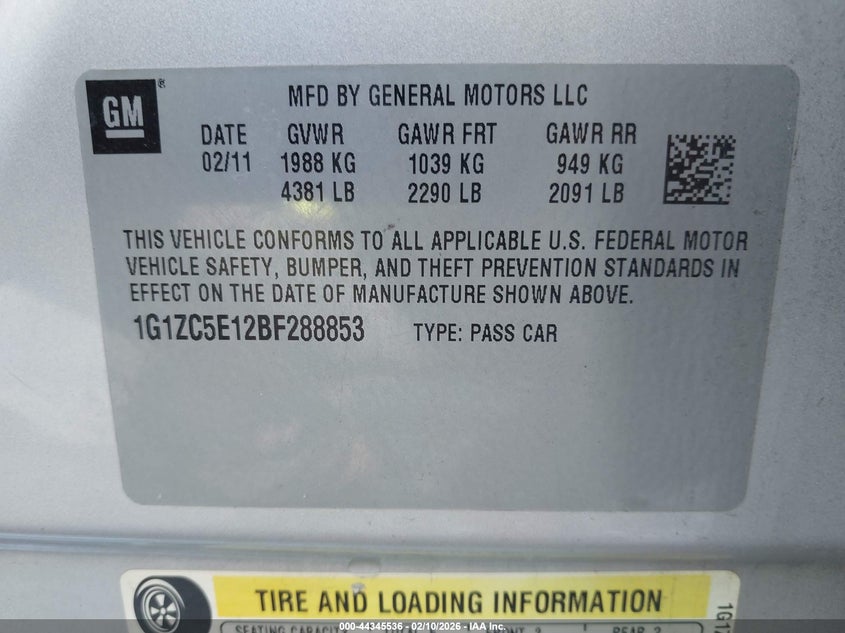 GM®
MFD BY GENERAL MOTORS LLC
DATE GVWR GAWR FRT GAWR RR
02/11 1988 KG 1039 KG 949 KG
4381 LB 2290 LB 2091 LB
THIS VEHICLE CONFORMS TO ALL APPLICABLE U.S. FEDERAL MOTOR
VEHICLE SAFETY, BUMPER, AND THEFT PREVENTION STANDARDS IN
EFFECT ON THE DATE OF MANUFACTURE SHOWN ABOVE.
1G1ZC5E12BF288853 TYPE: PASS CAR
TIRE AND LOADING INFORMATION
SEATING CAPACITY
000-44345536 - 02/10/2026 - IAA Inc.